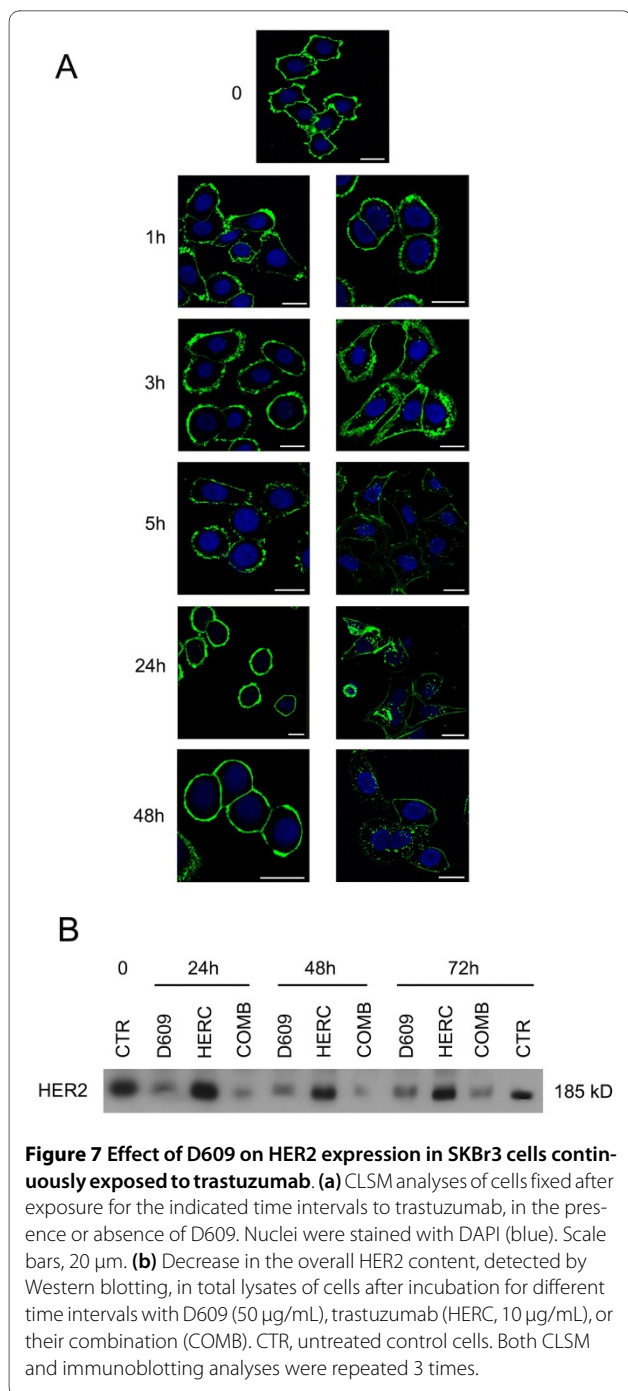 A
0
1h
3h
5h
24h
48h
B
0 24h 48h 72h
CTR D609 HERC COMB D609 HERC COMB D609 HERC COMB CTR
HER2 185 kD
Figure 7 Effect of D609 on HER2 expression in SKBr3 cells contin-
uously exposed to trastuzumab. (a) CLSM analyses of cells fixed after
exposure for the indicated time intervals to trastuzumab, in the pres-
ence or absence of D609. Nuclei were stained with DAPI (blue). Scale
bars, 20 μm. (b) Decrease in the overall HER2 content, detected by
Western blotting, in total lysates of cells after incubation for different
time intervals with D609 (50 μg/mL), trastuzumab (HERC, 10 μg/mL), or
their combination (COMB). CTR, untreated control cells. Both CLSM
and immunoblotting analyses were repeated 3 times.